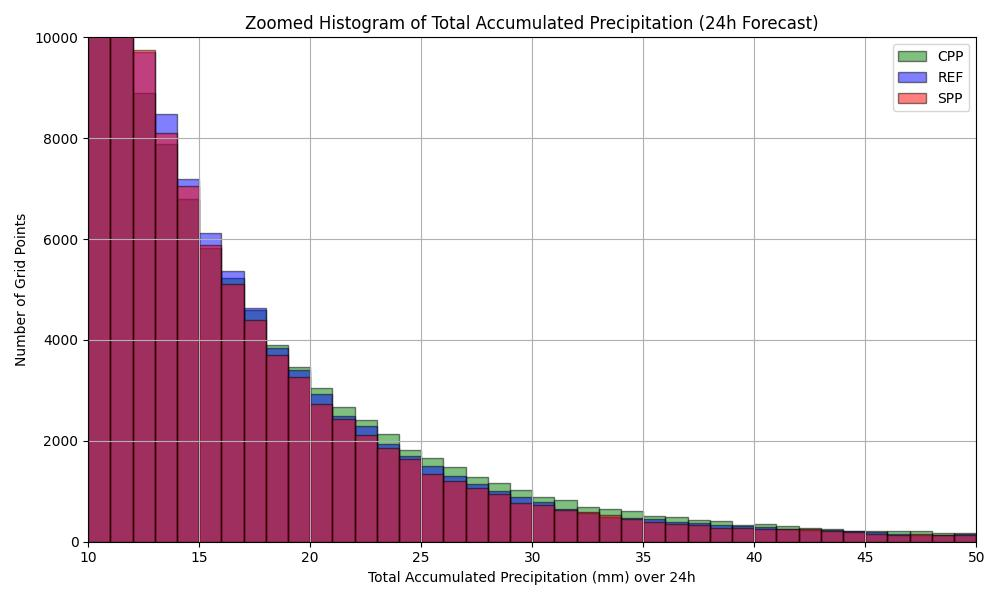 Zoomed Histogram of Total Accumulated Precipitation (24h Forecast)
CPP
REF
SPP
Number of Grid Points
10000
8000
6000
4000
2000
0
10 15 20 25 30 35 40 45 50
Total Accumulated Precipitation (mm) over 24h